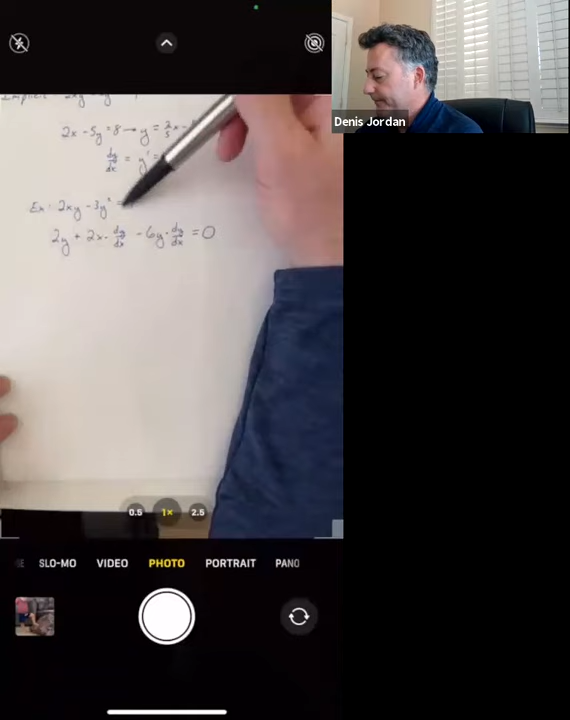 Denis Jordan
2x - 5y = 8 → y = 2/5 x -
dy/dx = y' =
Ex: 2xy - 3y² =
2y + 2x · dy/dx - 6y · dy/dx = 0
0.5 1× 2.5
SLO-MO VIDEO PHOTO PORTRAIT PANO